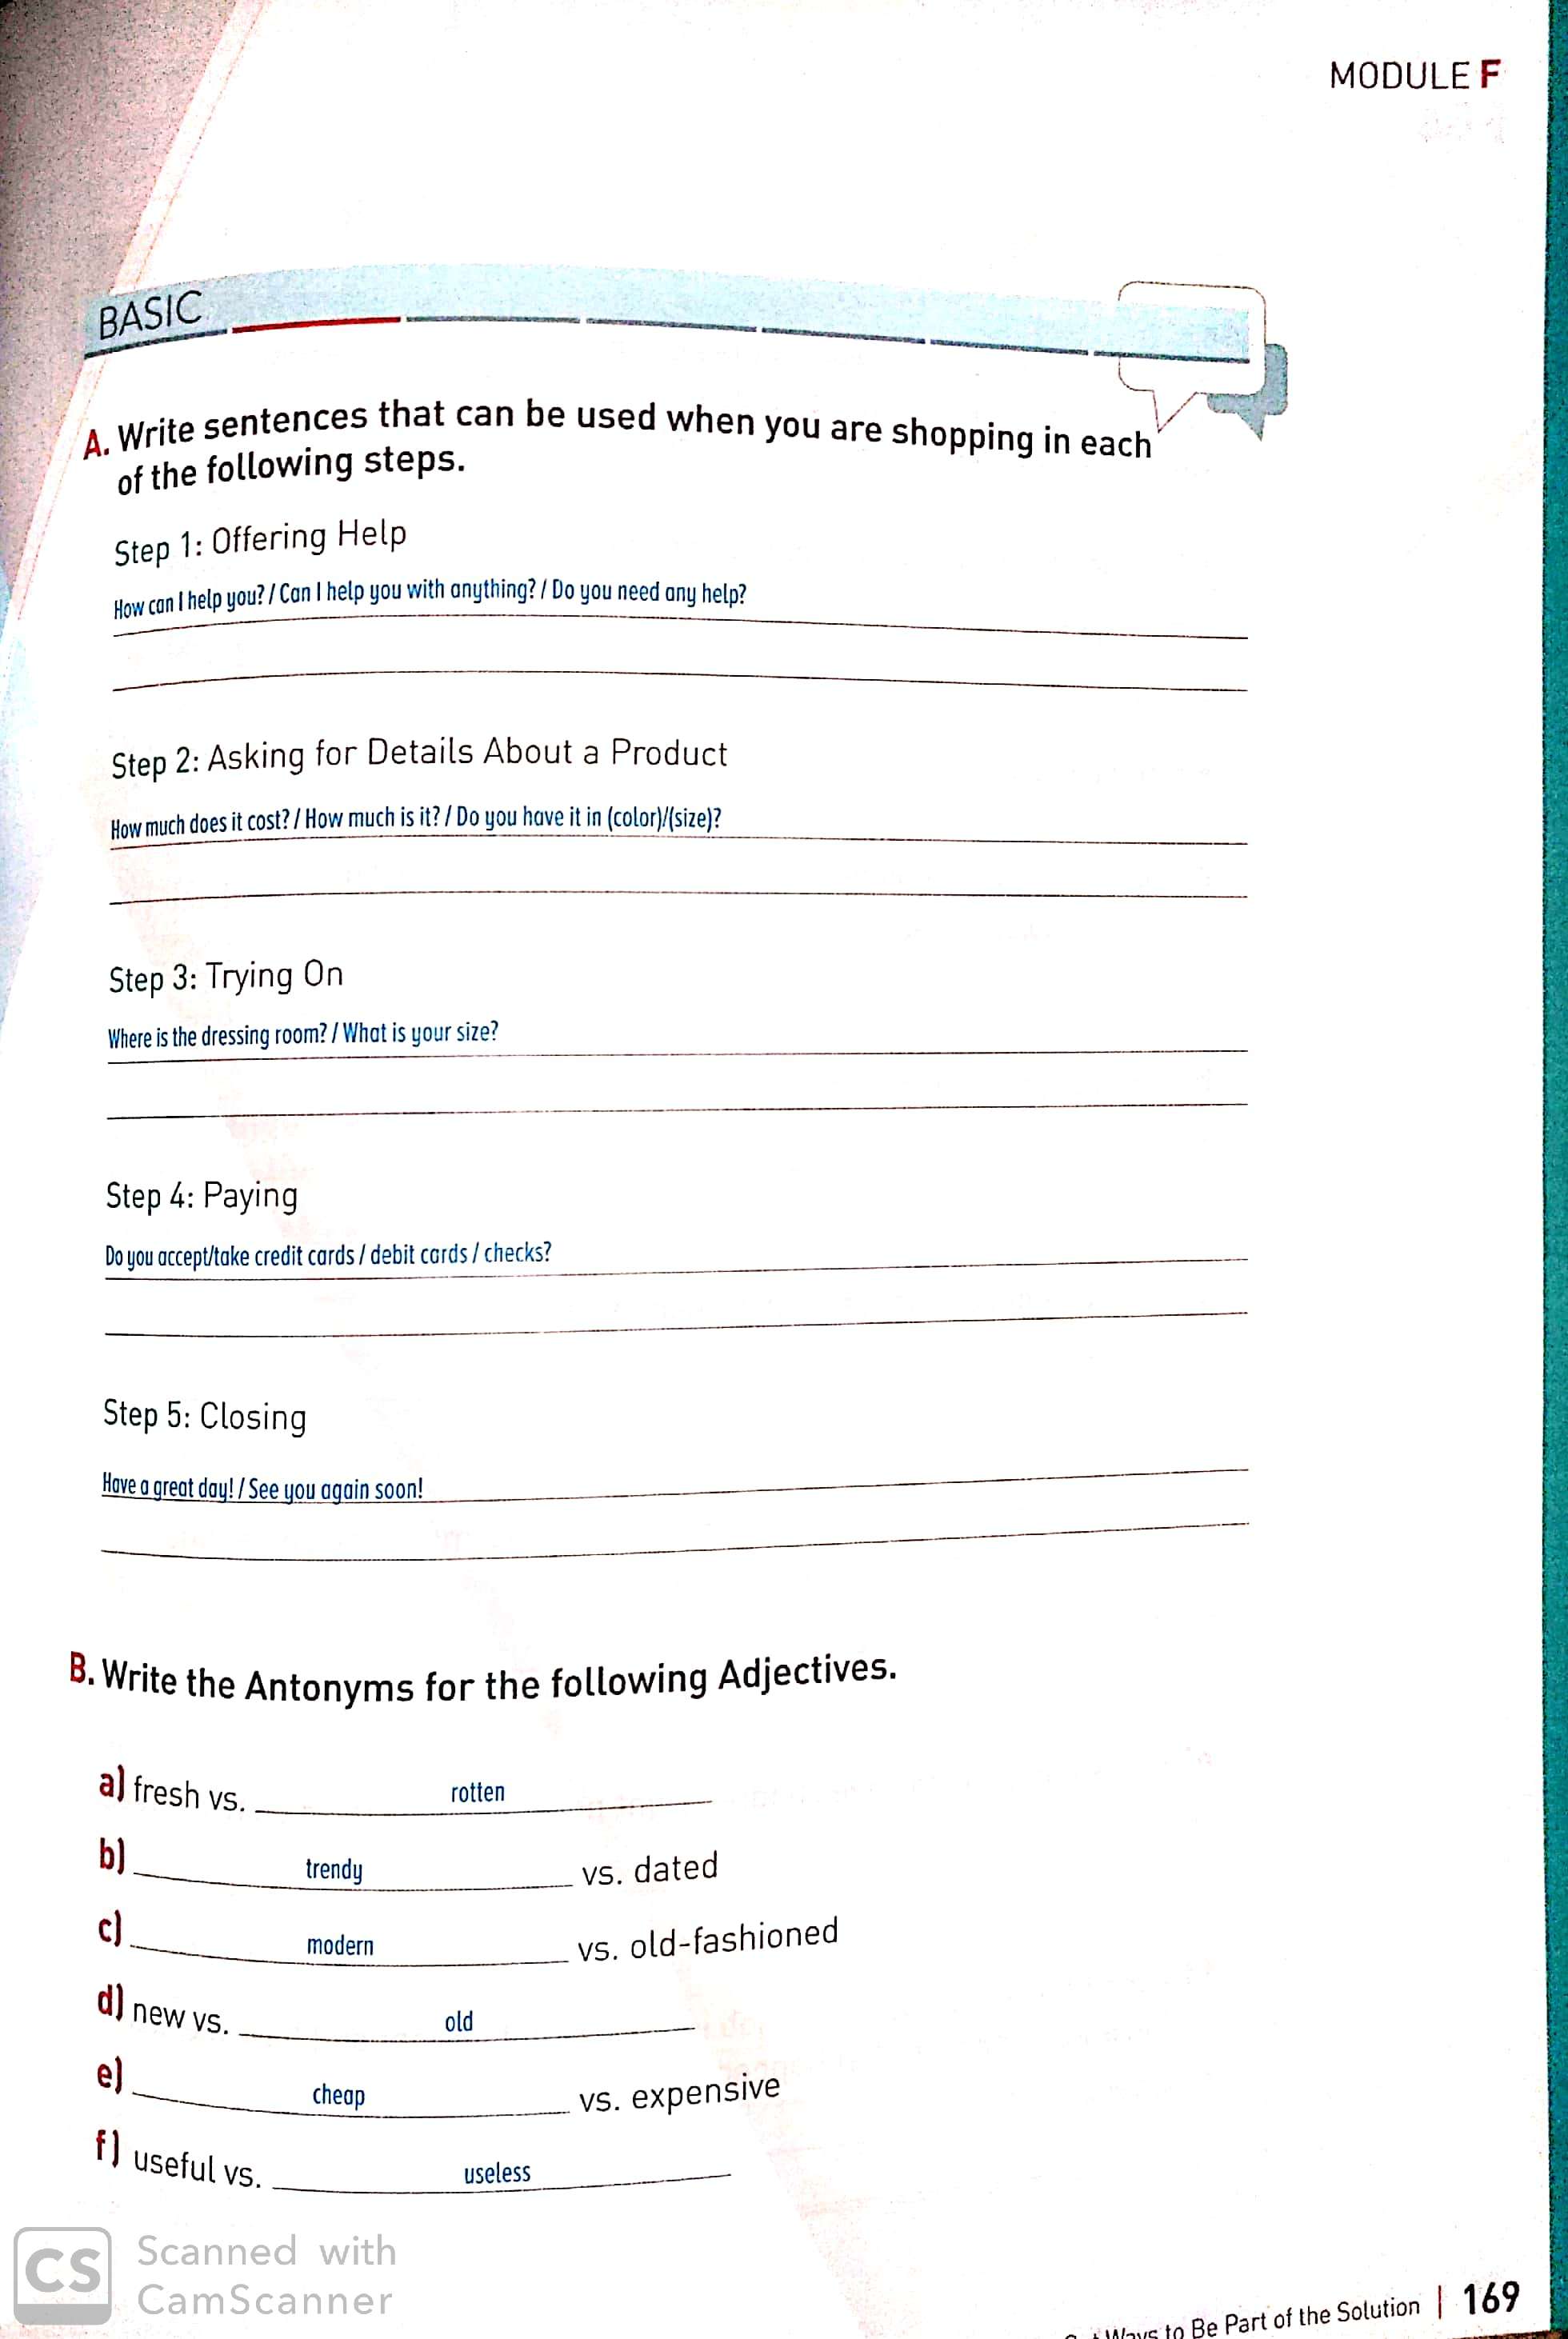 MODULE F
BASIC
A. Write sentences that can be used when you are shopping in each
of the following steps.
Step 1: Offering Help
How can I help you? / Can I help you with anything? / Do you need any help?
Step 2: Asking for Details About a Product
How much does it cost? / How much is it? / Do you have it in (color)/(size)?
Step 3: Trying On
Where is the dressing room? / What is your size?
Step 4: Paying
Do you accept/take credit cards / debit cards / checks?
Step 5: Closing
Have a great day! / See you again soon!
B. Write the Antonyms for the following Adjectives.
a) fresh vs. rotten
b) trendy vs. dated
c) modern vs. old-fashioned
d) new vs. old
e) cheap vs. expensive
f) useful vs. useless
CS Scanned with
CamScanner
Ways to Be Part of the Solution | 169